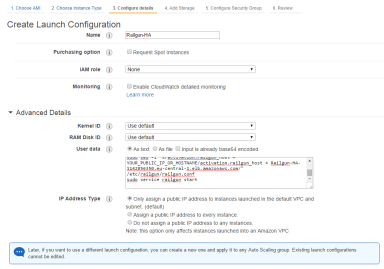 1. Choose AMI 2. Choose Instance Type 3. Configure details 4. Add Storage 5. Configure Security Group 6. Review
Create Launch Configuration
Name Railgun-HA
Purchasing option Request Spot Instances
IAM role None
Monitoring Enable CloudWatch detailed monitoring
Learn more
Advanced Details
Kernel ID Use default
RAM Disk ID Use default
User data As text As file Input is already base64 encoded
YOUR_PUBLIC_IP_OR_HOSTNAME/activation.railgun_host = Railgun-HA-
1142856350.eu-central-1.elb.amazonaws.com/"
/etc/railgun/railgun.conf
sudo service railgun start
IP Address Type Only assign a public IP address to instances launched in the default VPC and
subnet. (default)
Assign a public IP address to every instance.
Do not assign a public IP address to any instances.
Note: this option only affects instances launched into an Amazon VPC
Later, if you want to use a different launch configuration, you can create a new one and apply it to any Auto Scaling group. Existing launch configurations
cannot be edited.